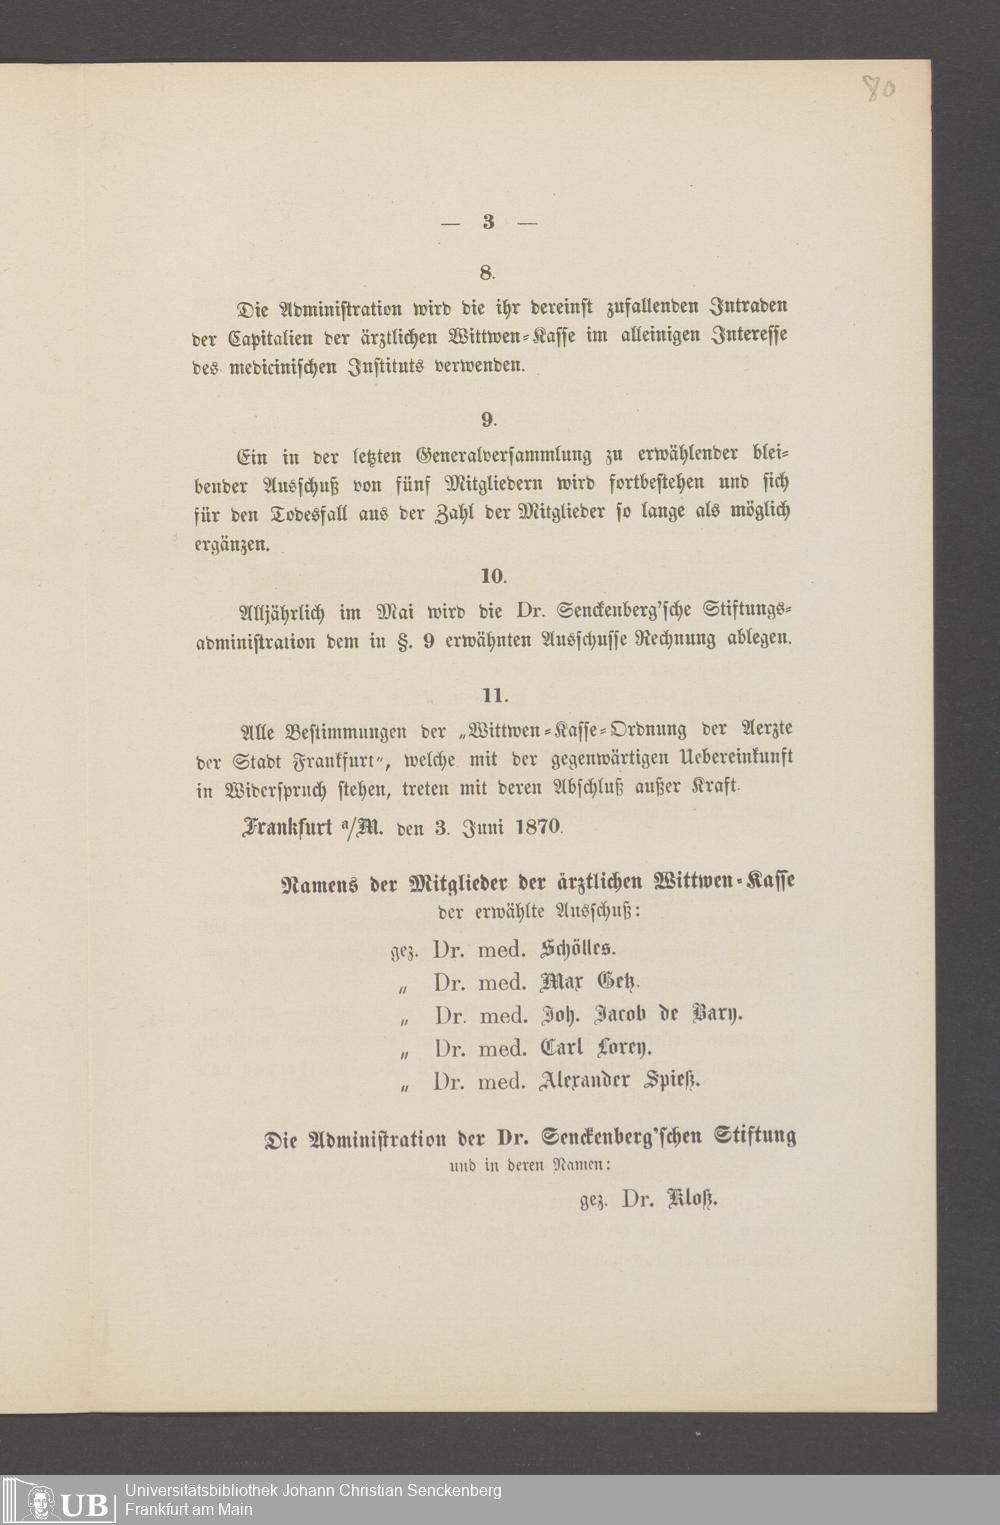 80
— 3 —
8.
Die Administration wird die ihr dereinst zufallenden Intraden
der Capitalien der ärztlichen Wittwen-Kasse im alleinigen Interesse
des medicinischen Instituts verwenden.
9.
Ein in der letzten Generalversammlung zu erwählender blei-
bender Ausschuß von fünf Mitgliedern wird fortbestehen und sich
für den Todesfall aus der Zahl der Mitglieder so lange als möglich
ergänzen.
10.
Alljährlich im Mai wird die Dr. Senckenberg'sche Stiftungs-
administration dem in §. 9 erwähnten Ausschusse Rechnung ablegen.
11.
Alle Bestimmungen der „Wittwen-Kasse-Ordnung der Aerzte
der Stadt Frankfurt“, welche mit der gegenwärtigen Uebereinkunft
in Widerspruch stehen, treten mit deren Abschluß außer Kraft.
Frankfurt a/M. den 3. Juni 1870.
Namens der Mitglieder der ärztlichen Wittwen-Kasse
der erwählte Ausschuß:
gez. Dr. med. Schölles.
„ Dr. med. Max Getz.
„ Dr. med. Joh. Jacob de Bary.
„ Dr. med. Carl Lorey.
„ Dr. med. Alexander Spieß.
Die Administration der Dr. Senckenberg'schen Stiftung
und in deren Namen:
gez. Dr. Kloß.
UB
Universitätsbibliothek Johann Christian Senckenberg
Frankfurt am Main